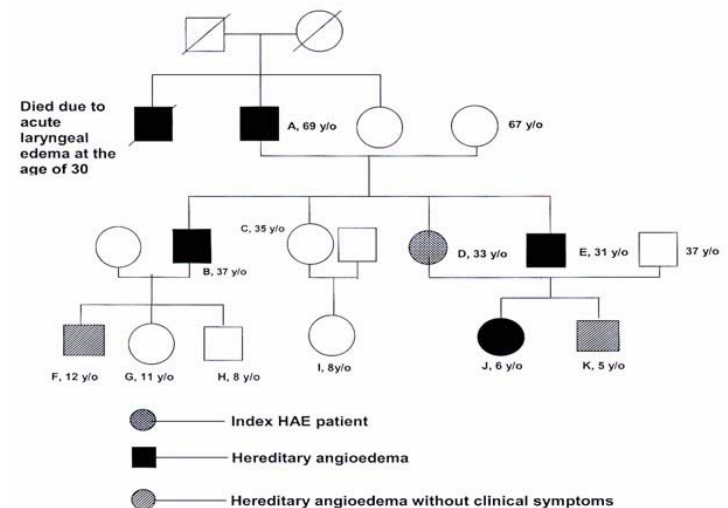 Died due to
acute
laryngeal
edema at the
age of 30
A, 69 y/o
67 y/o
B, 37 y/o
C, 35 y/o
D, 33 y/o
E, 31 y/o
37 y/o
F, 12 y/o
G, 11 y/o
H, 8 y/o
I, 8y/o
J, 6 y/o
K, 5 y/o
Index HAE patient
Hereditary angioedema
Hereditary angioedema without clinical symptoms